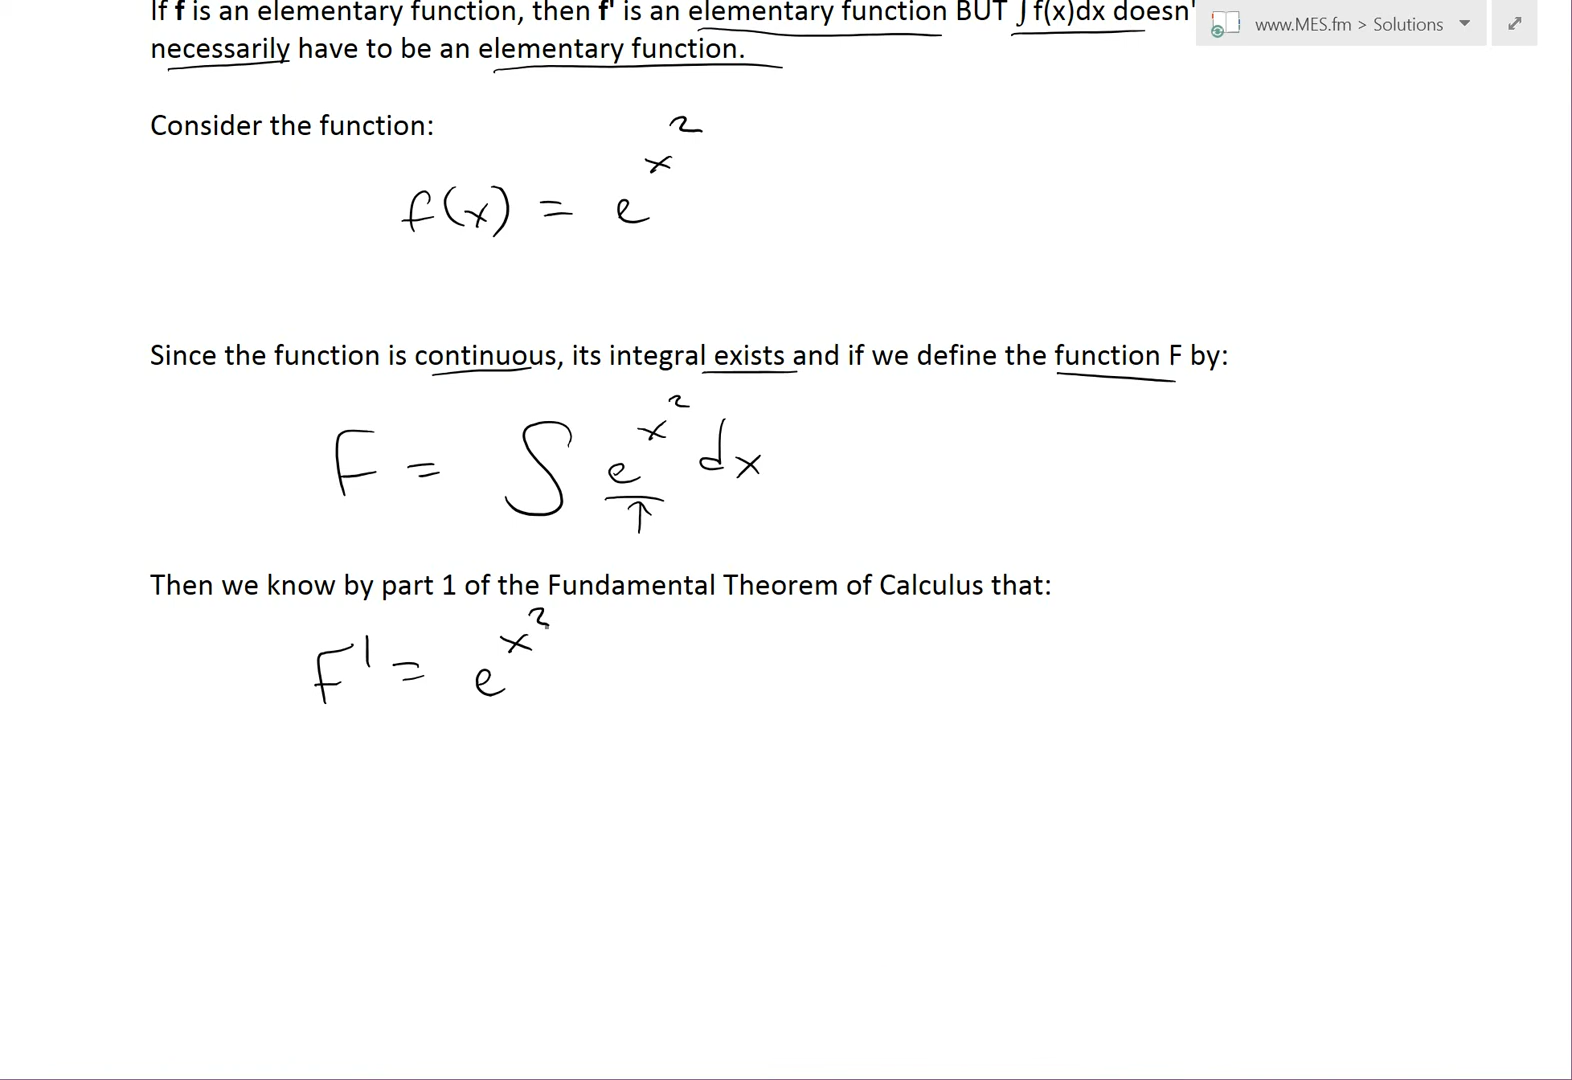 If f is an elementary function, then f' is an elementary function BUT ∫ f(x)dx doesn'
www.MES.fm > Solutions
necessarily have to be an elementary function.
Consider the function:
f(x) = e^x^2
Since the function is continuous, its integral exists and if we define the function F by:
F = ∫ e^x^2 dx
↑
Then we know by part 1 of the Fundamental Theorem of Calculus that:
F' = e^x^2